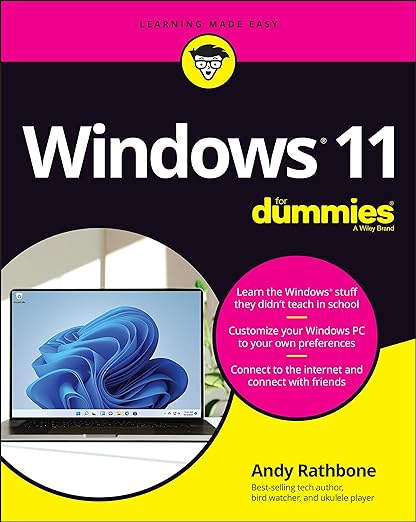 LEARNING MADE EASY
Windows® 11
for
dummies®
A Wiley Brand
Learn the Windows® stuff
they didn't teach in school
Customize your Windows PC
to your own preferences
Connect to the internet and
connect with friends
Andy Rathbone
Best-selling tech author,
bird watcher, and ukulele player